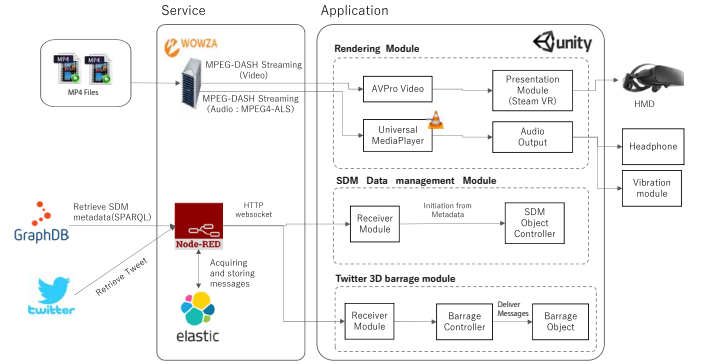 Service
Application
WOWZA
unity
Rendering Module
MP4
MP4
MP4 Files
MPEG-DASH Streaming
(Video)
MPEG-DASH Streaming
(Audio : MPEG4-ALS)
AVPro Video
Presentation
Module
(Steam VR)
HMD
Universal
MediaPlayer
Audio
Output
Headphone
Vibration
module
SDM Data management Module
Retrieve SDM
metadata(SPARQL)
GraphDB
HTTP
websocket
Node-RED
Receiver
Module
Initiation from
Metadata
SDM
Object
Controller
Retrieve Tweet
twitter
Acquiring
and storing
messages
elastic
Twitter 3D barrage module
Receiver
Module
Barrage
Controller
Deliver
Messages
Barrage
Object